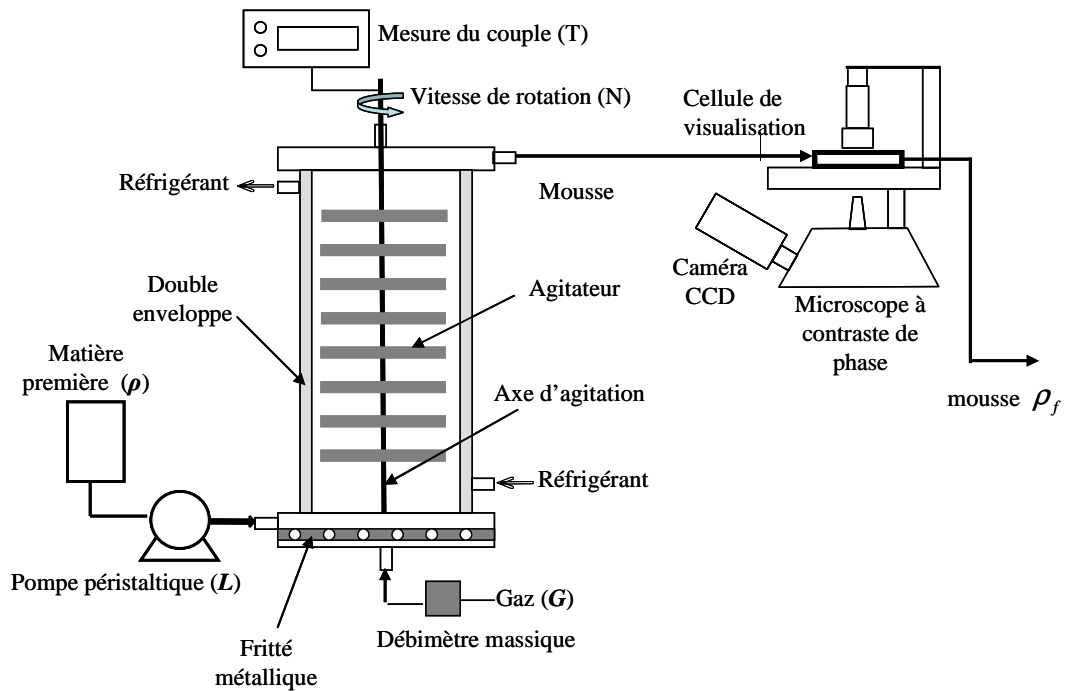 Mesure du couple (T)
Vitesse de rotation (N)
Cellule de
visualisation
Réfrigérant
Mousse
Caméra
CCD
Microscope à
contraste de
phase
Double
enveloppe
Agitateur
Matière
première (ρ)
Axe d’agitation
mousse ρf
Réfrigérant
Pompe péristaltique (L)
Gaz (G)
Débimètre massique
Fritté
métallique